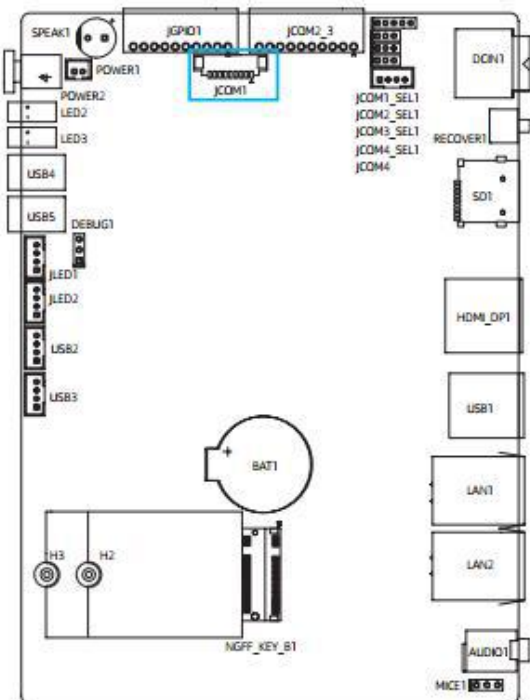 SPEAK1
JGPIO1
JCOM2_3
POWER1
JCOM1
DCIN1
POWER2
LED2
LED3
JCOM1_SEL1
JCOM2_SEL1
JCOM3_SEL1
JCOM4_SEL1
JCOM4
RECOVER1
USB4
SD1
USB5
DEBUG1
JLED1
JLED2
HDMI_DP1
USB2
USB3
USB1
BAT1
+
LAN1
H3
H2
LAN2
NGFF_KEY_B1
AUDIO1
MICE1